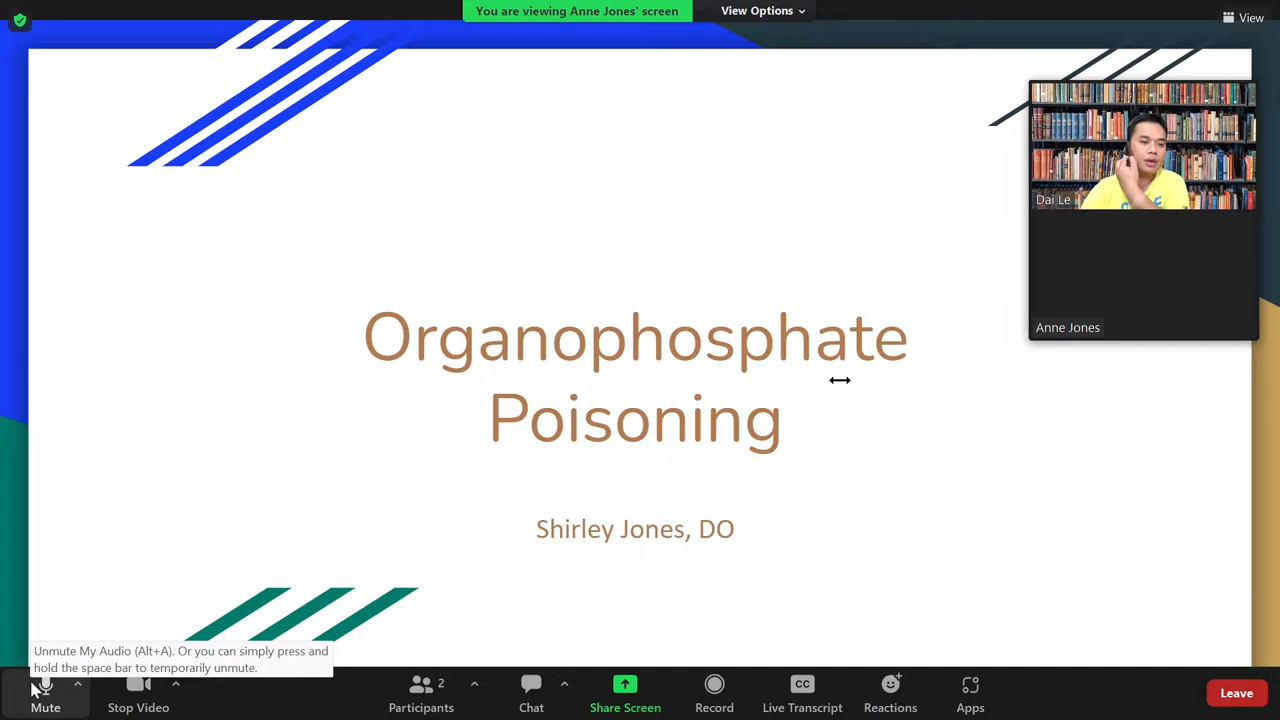 You are viewing Anne Jones' screen
View Options
View
Dai Le
Anne Jones
Organophosphate
Poisoning
Shirley Jones, DO
Unmute My Audio (Alt+A). Or you can simply press and
hold the space bar to temporarily unmute.
Mute
Stop Video
2
Participants
Chat
Share Screen
Record
CC
Live Transcript
Reactions
Apps
Leave